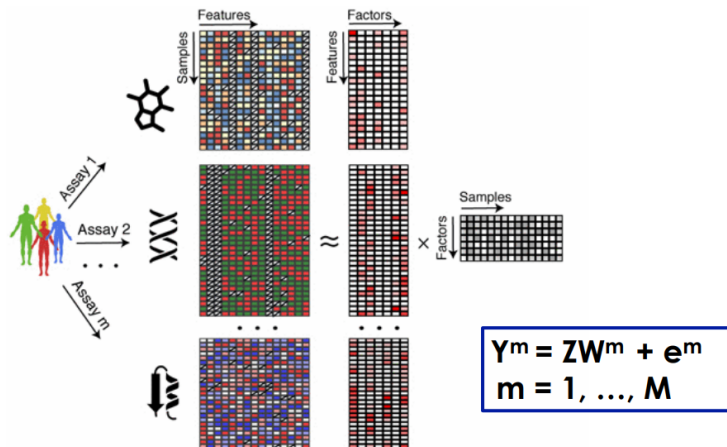 Features
Samples
Factors
Features
Assay 1
Assay 2
. . .
Assay m
≈
×
Samples
Factors
. . .
. . .
Yᵐ = ZWᵐ + eᵐ
m = 1, ..., M